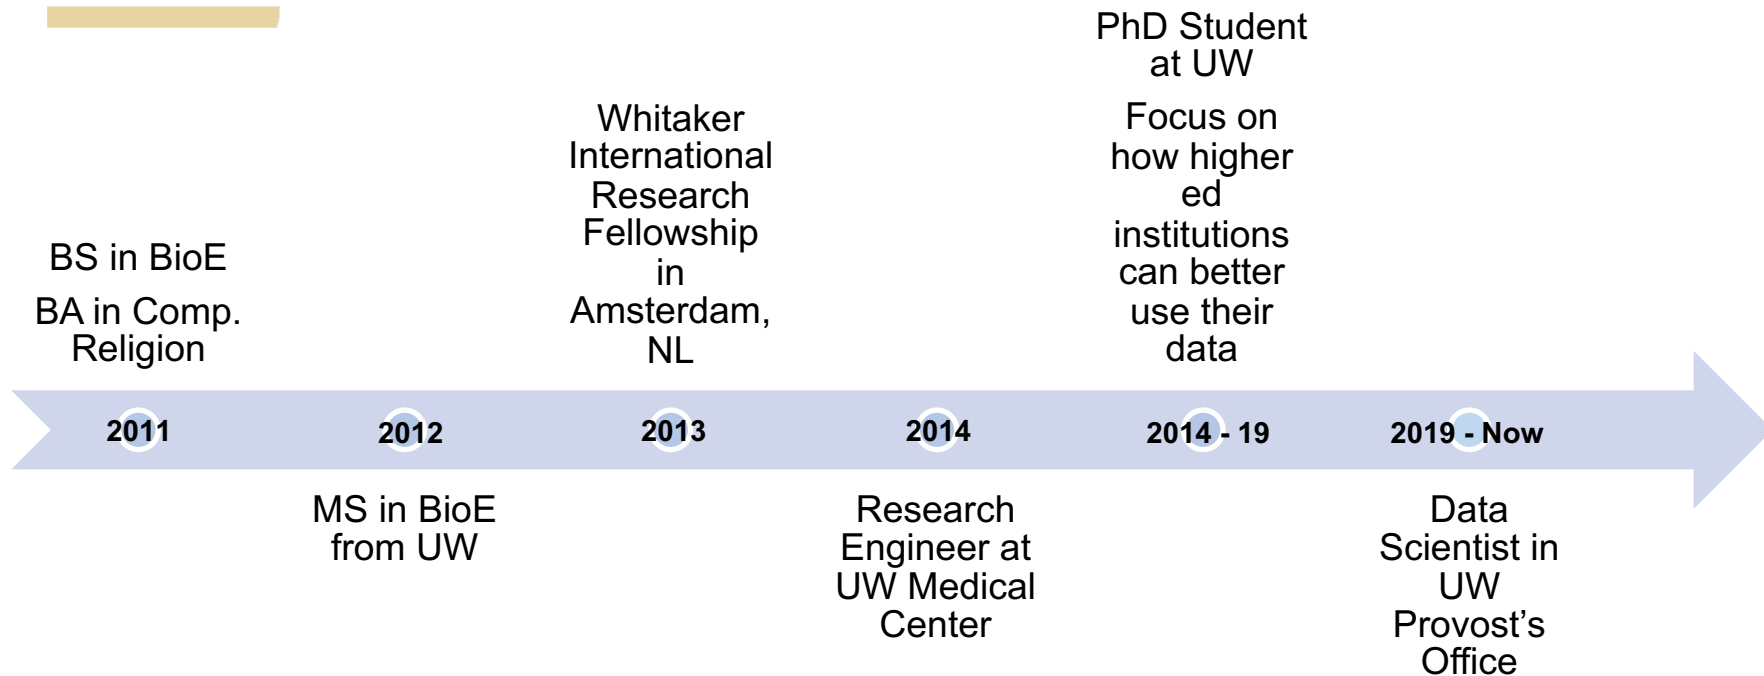 BS in BioE
BA in Comp.
Religion
2011
2012
MS in BioE
from UW
Whitaker
International
Research
Fellowship
in
Amsterdam,
NL
2013
2014
Research
Engineer at
UW Medical
Center
PhD Student
at UW
Focus on
how higher
ed
institutions
can better
use their
data
2014 - 19
2019 - Now
Data
Scientist in
UW
Provost’s
Office